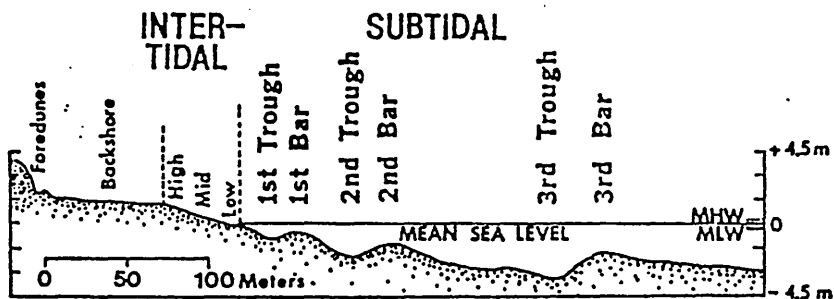 INTER-
TIDAL
SUBTIDAL
Foredunes
Backshore
High
Mid
Low
1st Trough
1st Bar
2nd Trough
2nd Bar
3rd Trough
3rd Bar
+ 4.5 m
MHW
0
MEAN SEA LEVEL
MLW
0 50 100 Meters
- 4.5 m